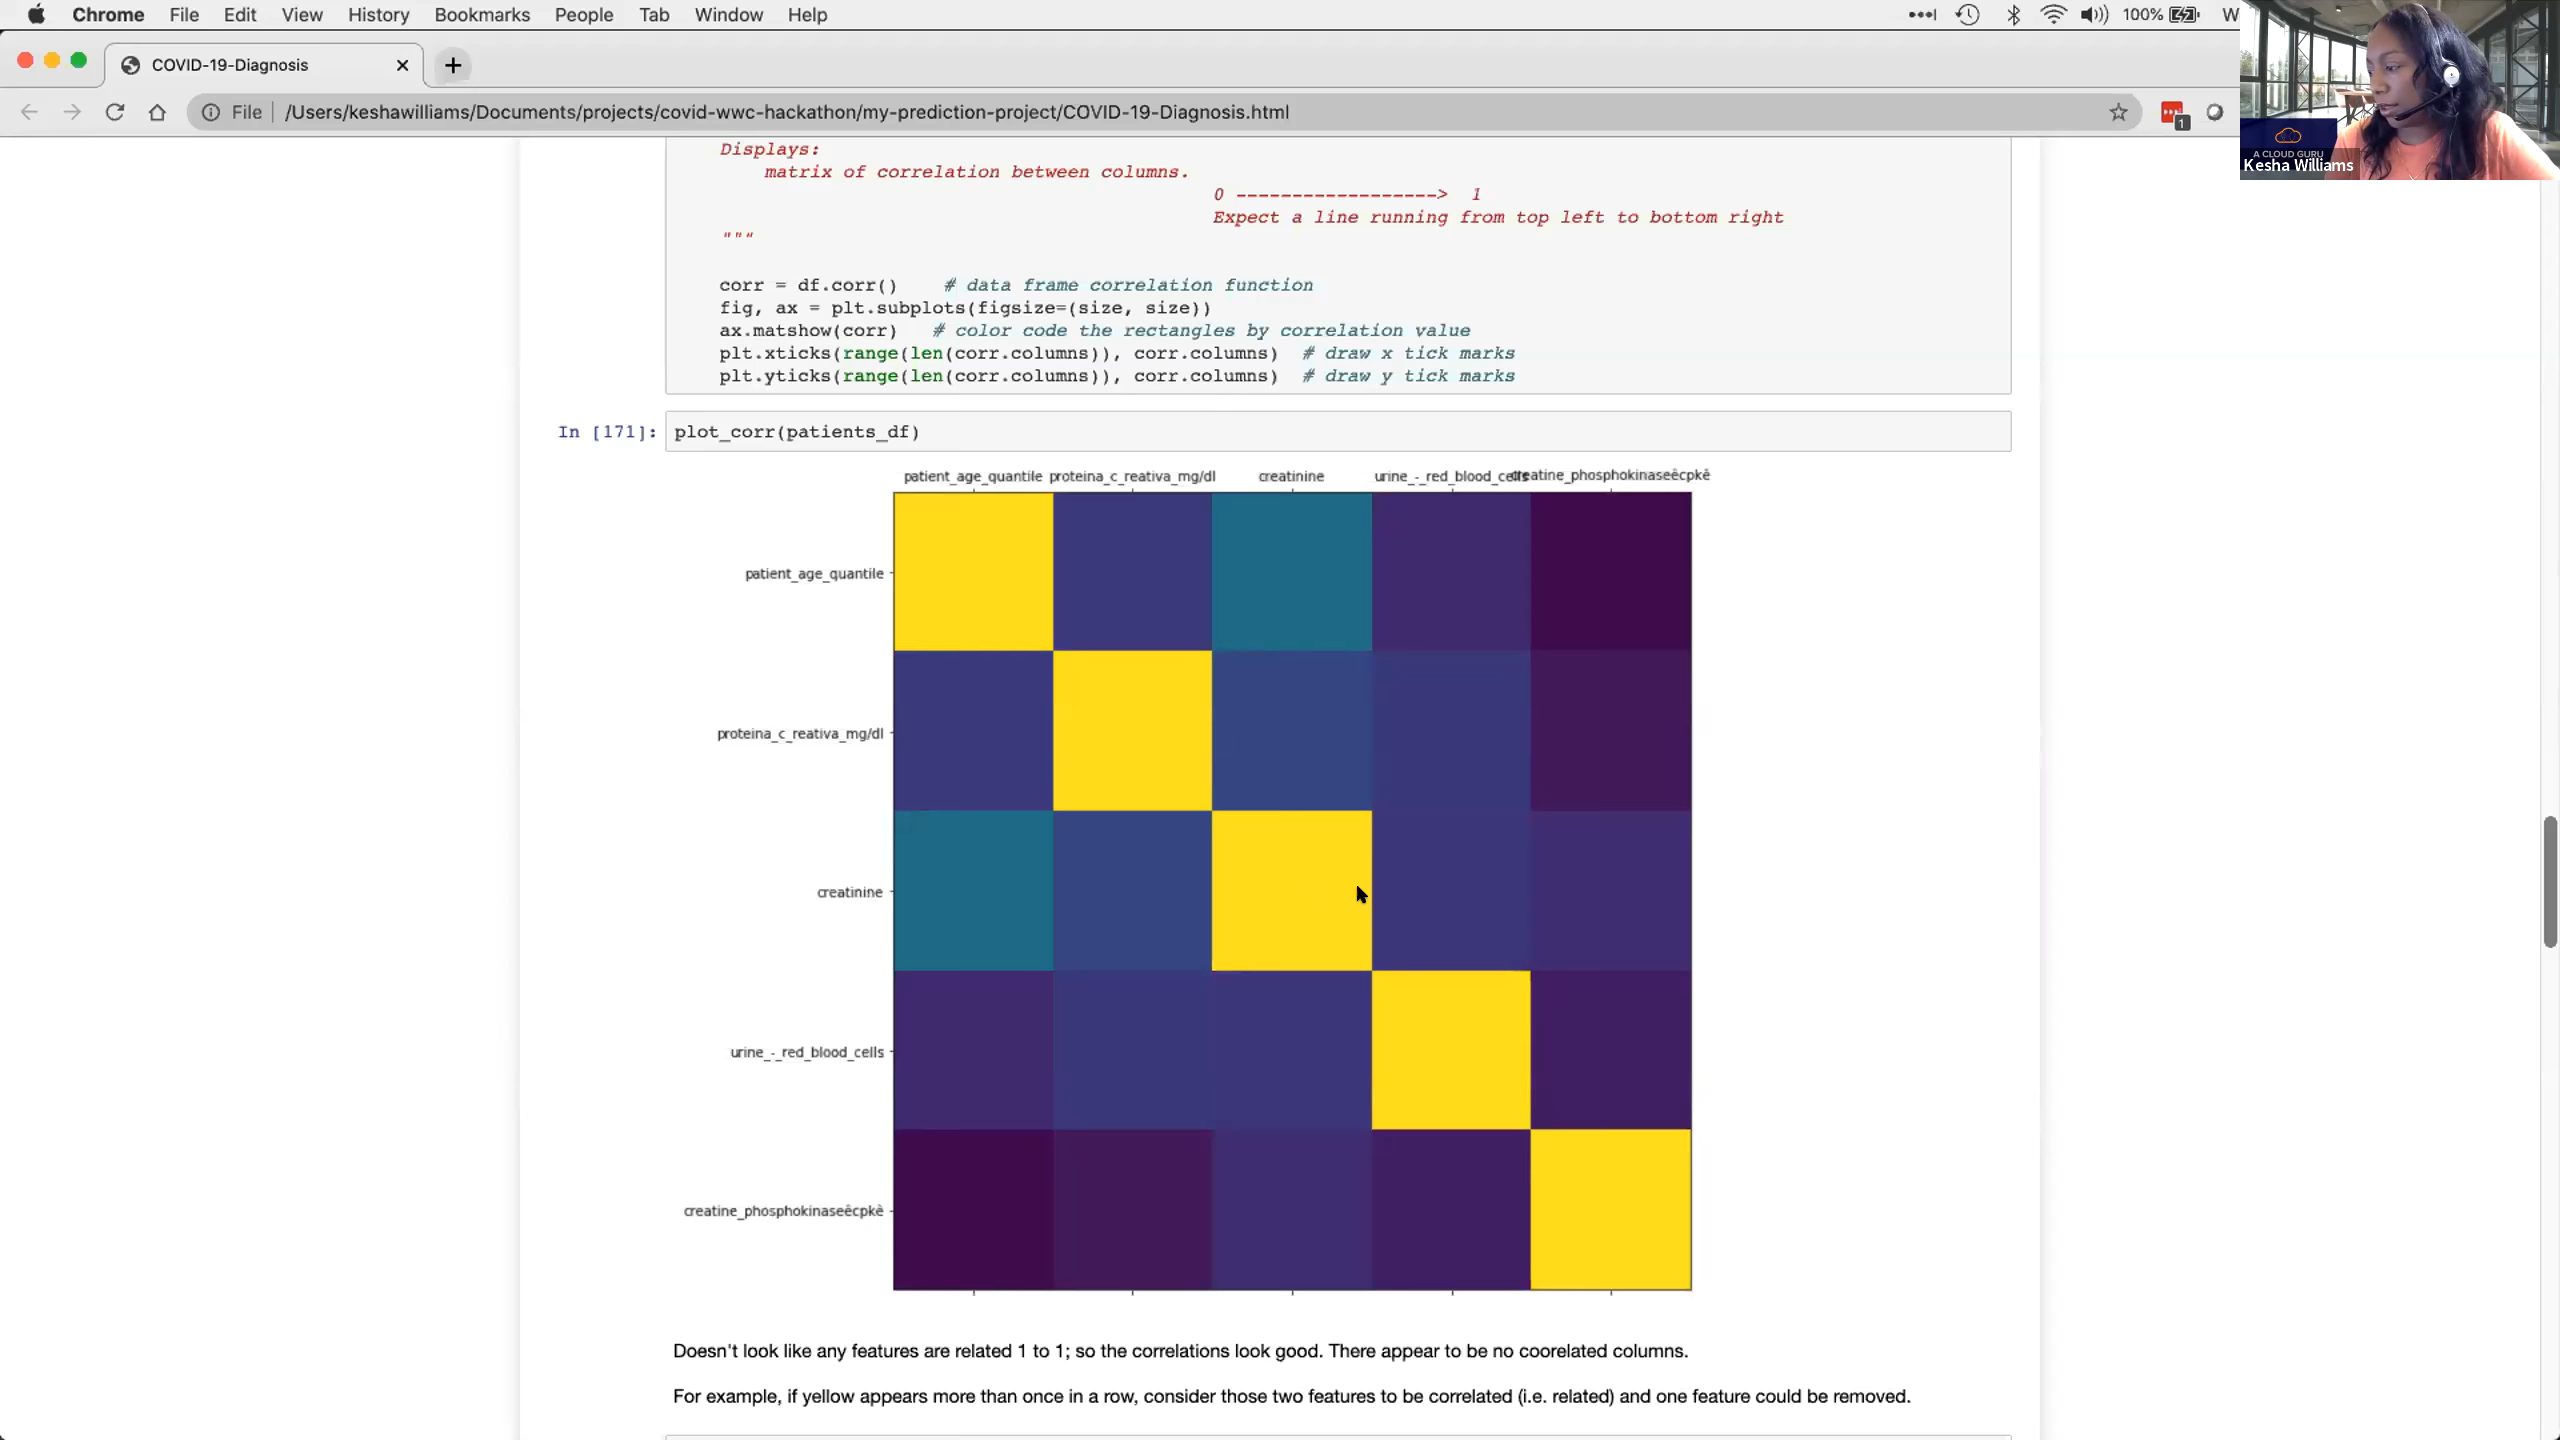 Chrome File Edit View History Bookmarks People Tab Window Help
100% W
COVID-19-Diagnosis
File /Users/keshawilliams/Documents/projects/covid-wwc-hackathon/my-prediction-project/COVID-19-Diagnosis.html
1
A CLOUD GURU
Kesha Williams
Displays:
matrix of correlation between columns.
0 ------------------> 1
Expect a line running from top left to bottom right
"""
corr = df.corr() # data frame correlation function
fig, ax = plt.subplots(figsize=(size, size))
ax.matshow(corr) # color code the rectangles by correlation value
plt.xticks(range(len(corr.columns)), corr.columns) # draw x tick marks
plt.yticks(range(len(corr.columns)), corr.columns) # draw y tick marks
In [171]: plot_corr(patients_df)
patient_age_quantile proteina_c_reativa_mg/dl creatinine urine_-_red_blood_cells creatine_phosphokinaseêcpkê
patient_age_quantile
proteina_c_reativa_mg/dl
creatinine
urine_-_red_blood_cells
creatine_phosphokinaseêcpkê
Doesn't look like any features are related 1 to 1; so the correlations look good. There appear to be no coorelated columns.
For example, if yellow appears more than once in a row, consider those two features to be correlated (i.e. related) and one feature could be removed.